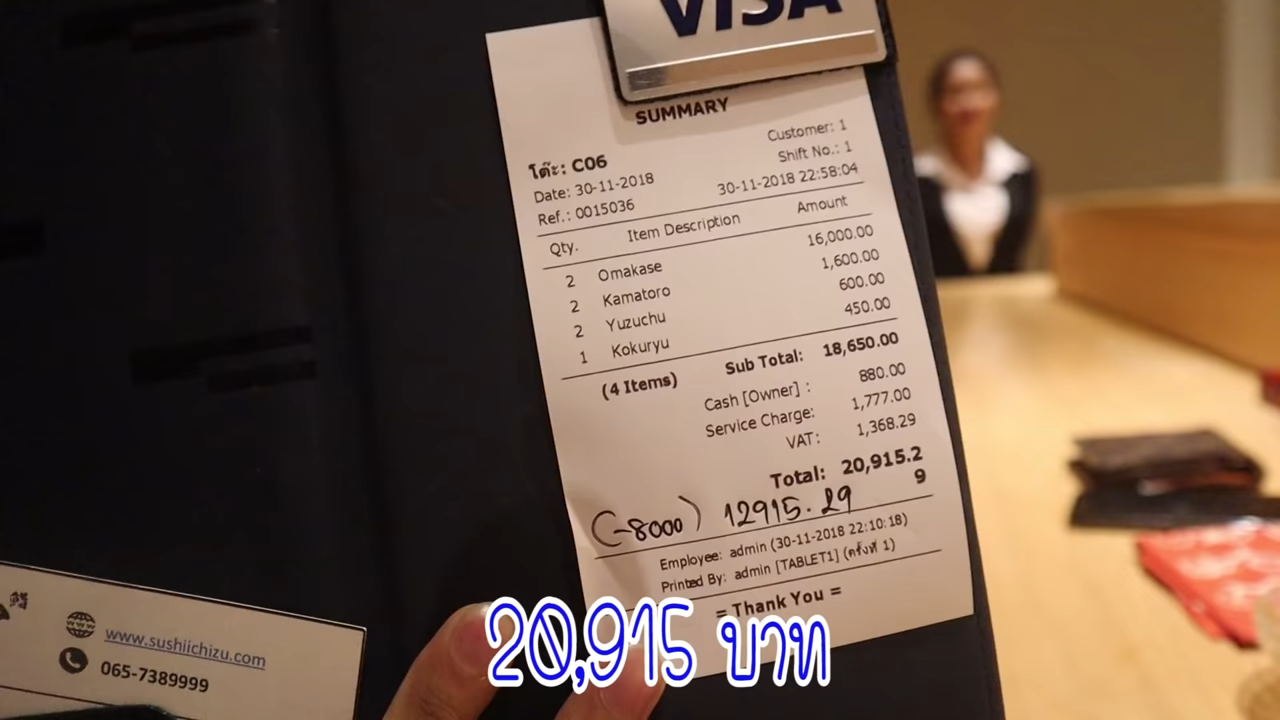 VISA
SUMMARY
Customer: 1
โต๊ะ: C06
Shift No.: 1
Date: 30-11-2018
30-11-2018 22:58:04
Ref.: 0015036
Qty. Item Description Amount
2 Omakase 16,000.00
2 Kamatoro 1,600.00
2 Yuzuchu 600.00
1 Kokuryu 450.00
(4 Items) Sub Total: 18,650.00
Cash [Owner] : 880.00
Service Charge: 1,777.00
VAT: 1,368.29
Total: 20,915.2
9
(-8000) 12915.29
Employee: admin (30-11-2018 22:10:18)
Printed By: admin [TABLET1] (ครั้งที่ 1)
= Thank You =
www.sushiichizu.com
065-7389999
20,915 บาท